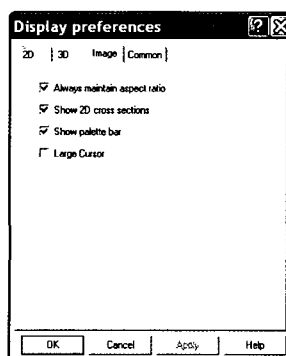 Display preferences ? X
2D 3D Image Common
Always maintain aspect ratio
Show 2D cross sections
Show palette bar
Large Cursor
OK Cancel Apply Help